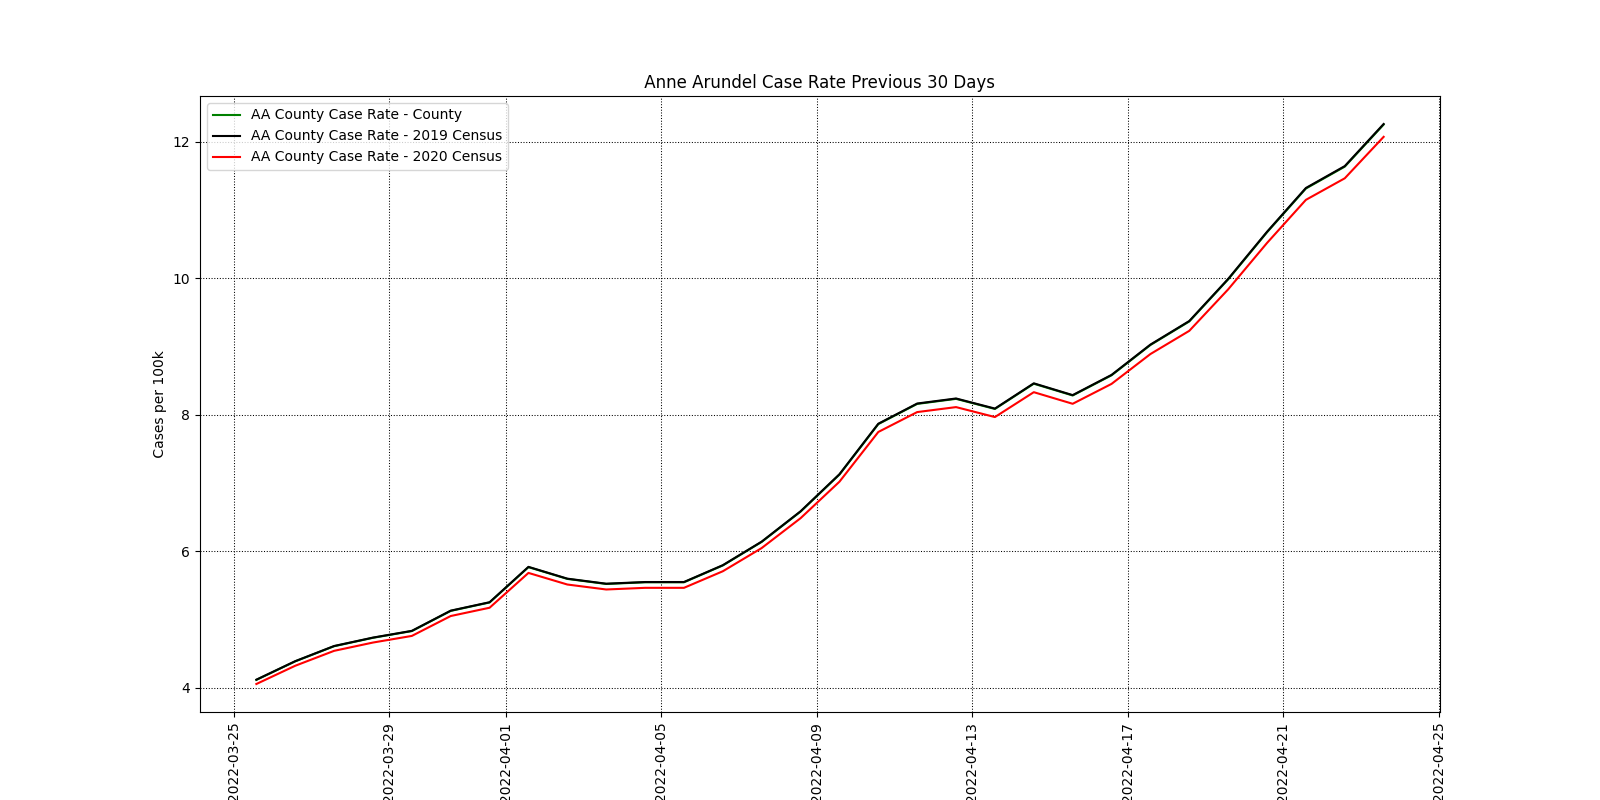 Anne Arundel Case Rate Previous 30 Days
AA County Case Rate - County
AA County Case Rate - 2019 Census
AA County Case Rate - 2020 Census
Cases per 100k
12
10
8
6
4
2022-03-25
2022-03-29
2022-04-01
2022-04-05
2022-04-09
2022-04-13
2022-04-17
2022-04-21
2022-04-25